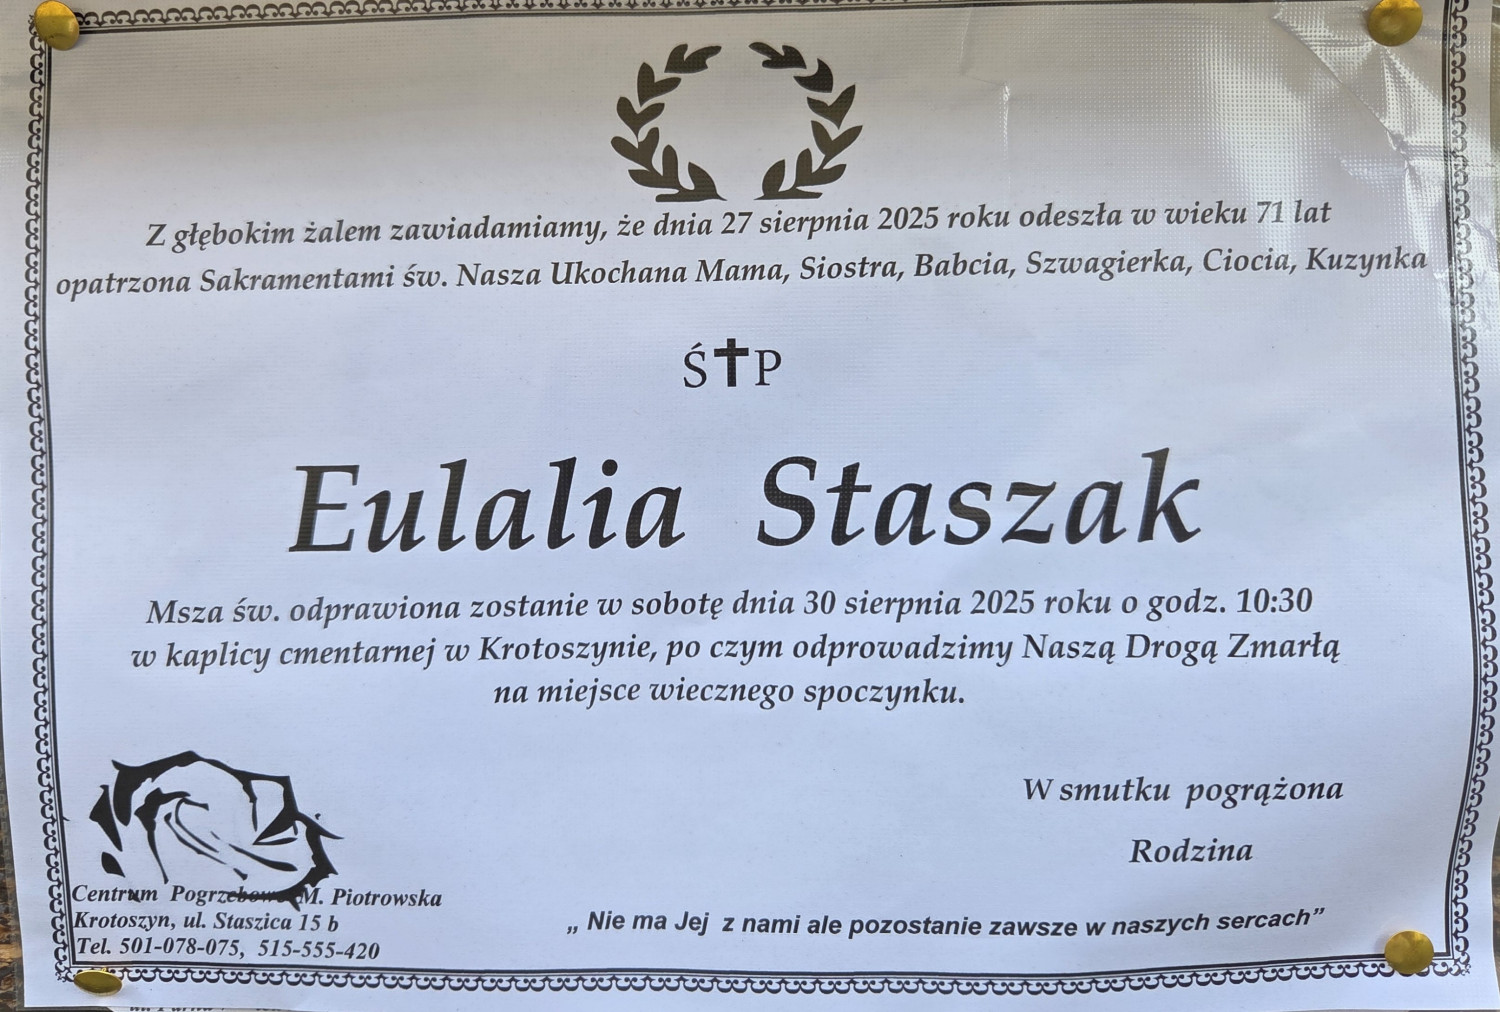 Z głębokim żalem zawiadamiamy, że dnia 27 sierpnia 2025 roku odeszła w wieku 71 lat
opatrzona Sakramentami św. Nasza Ukochana Mama, Siostra, Babcia, Szwagierka, Ciocia, Kuzynka
Ś✝P
Eulalia Staszak
Msza św. odprawiona zostanie w sobotę dnia 30 sierpnia 2025 roku o godz. 10:30
w kaplicy cmentarnej w Krotoszynie, po czym odprowadzimy Naszą Drogą Zmarłą
na miejsce wiecznego spoczynku.
W smutku pogrążona
Rodzina
Centrum Pogrzebowe M. Piotrowska
Krotoszyn, ul. Staszica 15 b
Tel. 501-078-075, 515-555-420
„ Nie ma Jej z nami ale pozostanie zawsze w naszych sercach”